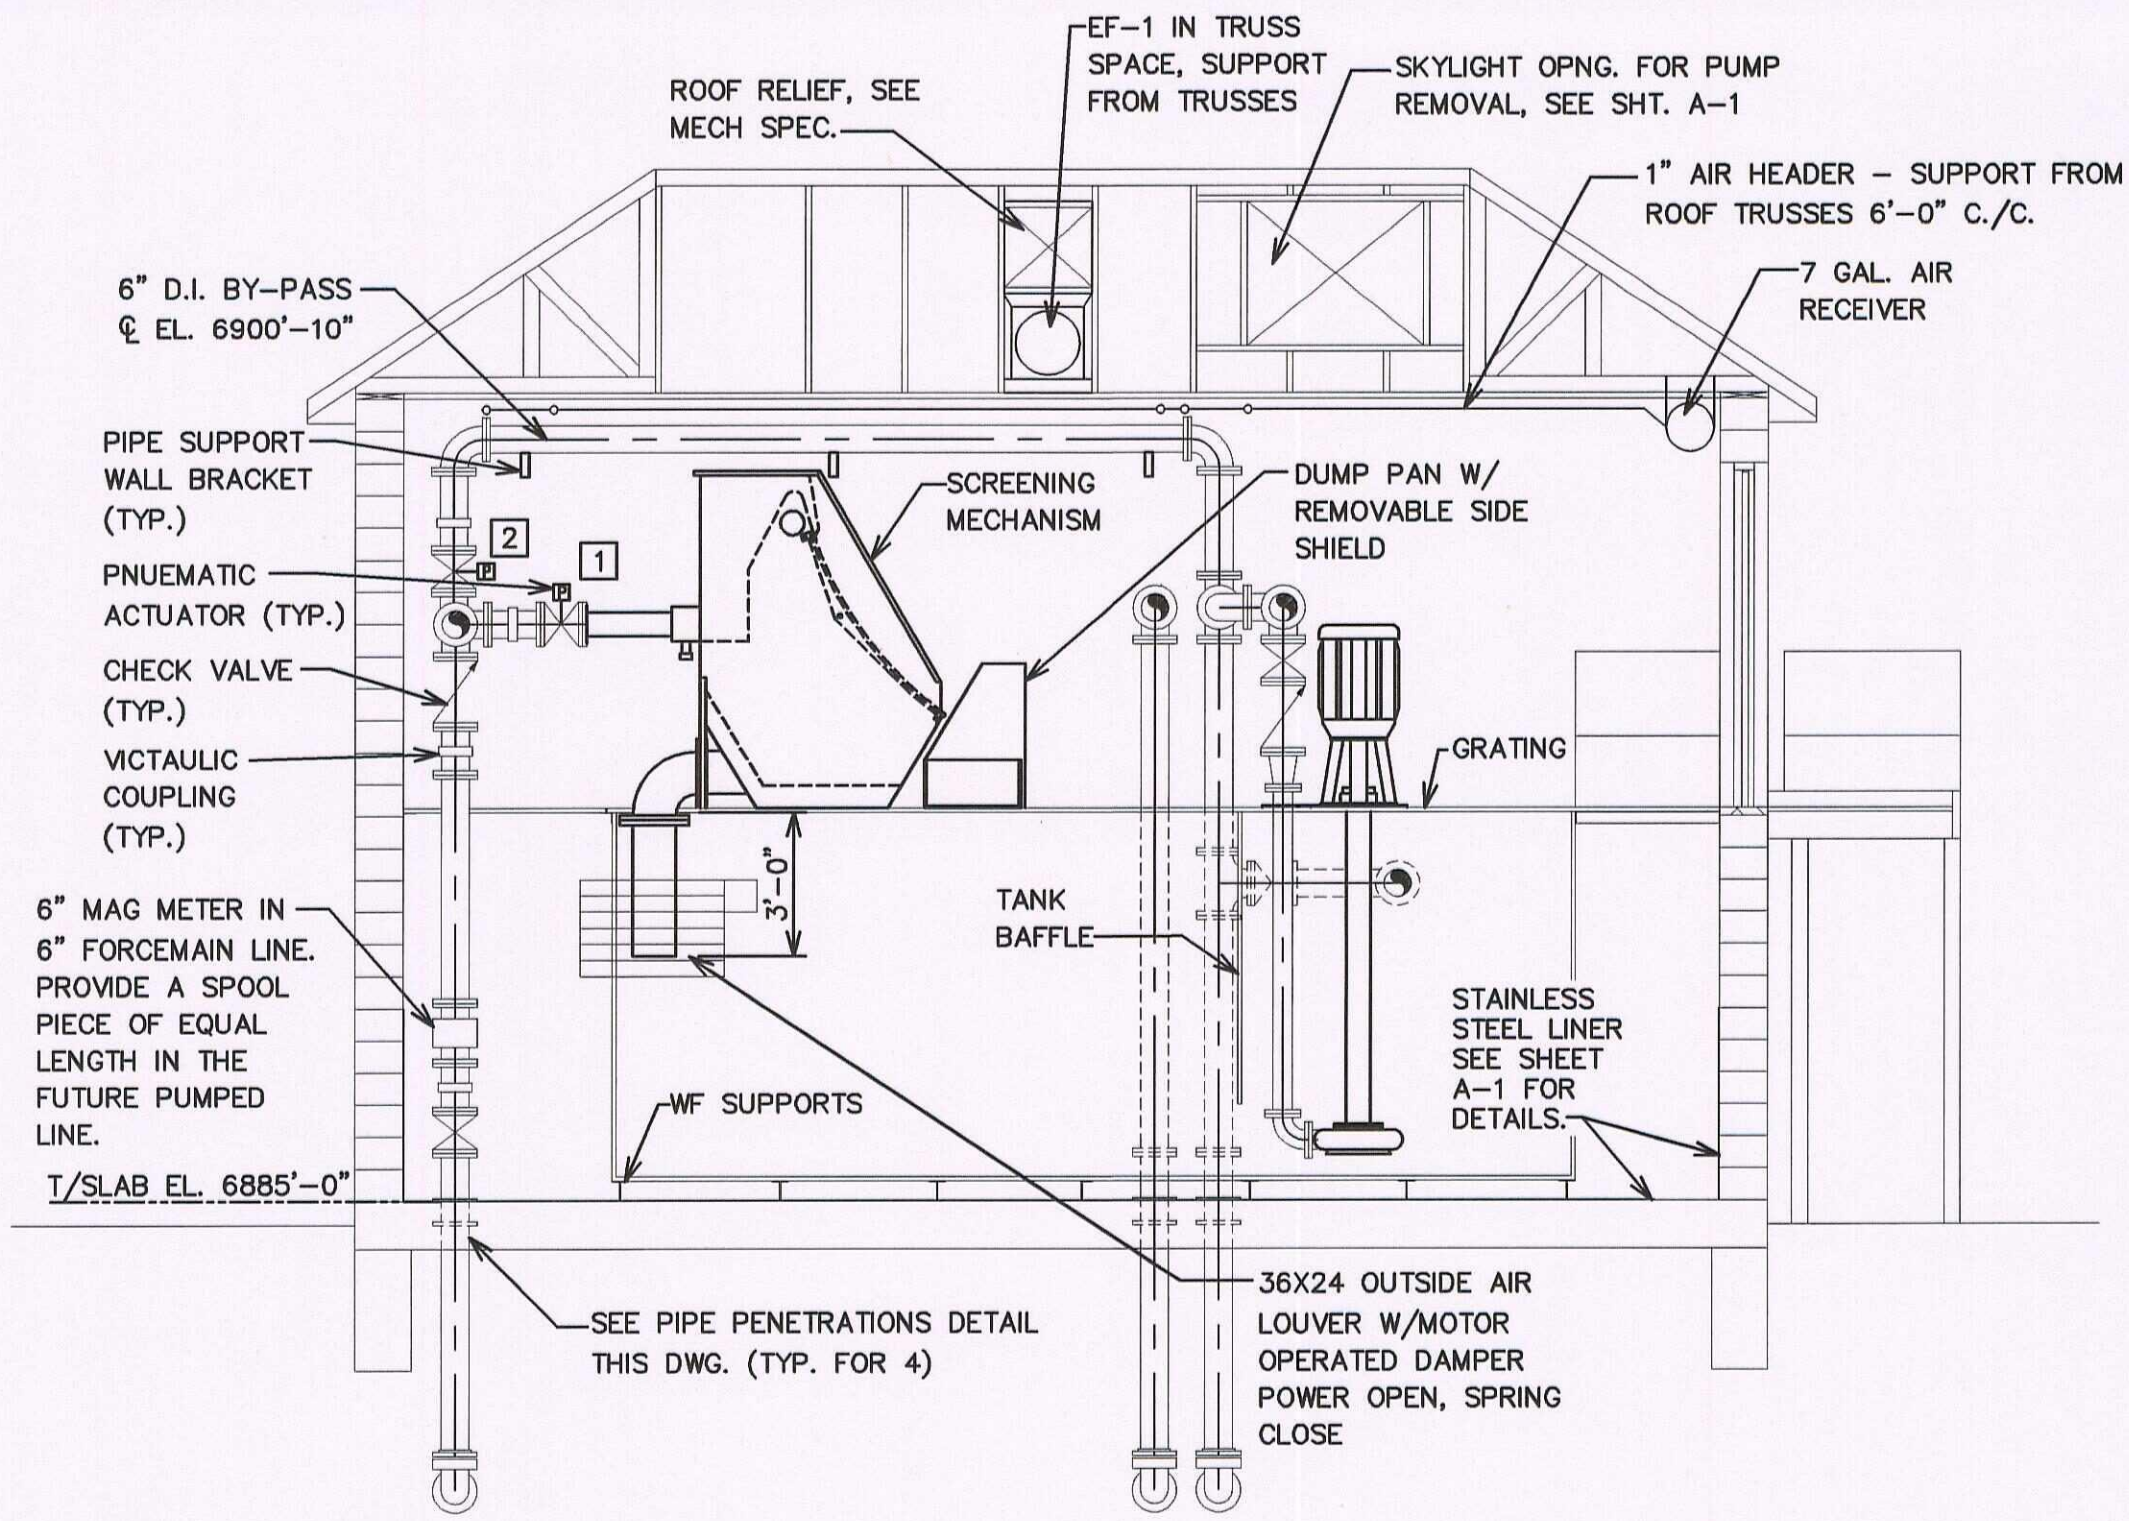 EF-1 IN TRUSS
SPACE, SUPPORT
FROM TRUSSES
SKYLIGHT OPNG. FOR PUMP
REMOVAL, SEE SHT. A-1
ROOF RELIEF, SEE
MECH SPEC.
1" AIR HEADER - SUPPORT FROM
ROOF TRUSSES 6'-0" C./C.
7 GAL. AIR
RECEIVER
6" D.I. BY-PASS
℄ EL. 6900'-10"
PIPE SUPPORT
WALL BRACKET
(TYP.)
SCREENING
MECHANISM
DUMP PAN W/
REMOVABLE SIDE
SHIELD
2
1
P
P
PNUEMATIC
ACTUATOR (TYP.)
CHECK VALVE
(TYP.)
VICTAULIC
COUPLING
(TYP.)
GRATING
3'-0"
6" MAG METER IN
6" FORCEMAIN LINE.
PROVIDE A SPOOL
PIECE OF EQUAL
LENGTH IN THE
FUTURE PUMPED
LINE.
TANK
BAFFLE
STAINLESS
STEEL LINER
SEE SHEET
A-1 FOR
DETAILS.
WF SUPPORTS
T/SLAB EL. 6885'-0"
SEE PIPE PENETRATIONS DETAIL
THIS DWG. (TYP. FOR 4)
36X24 OUTSIDE AIR
LOUVER W/MOTOR
OPERATED DAMPER
POWER OPEN, SPRING
CLOSE